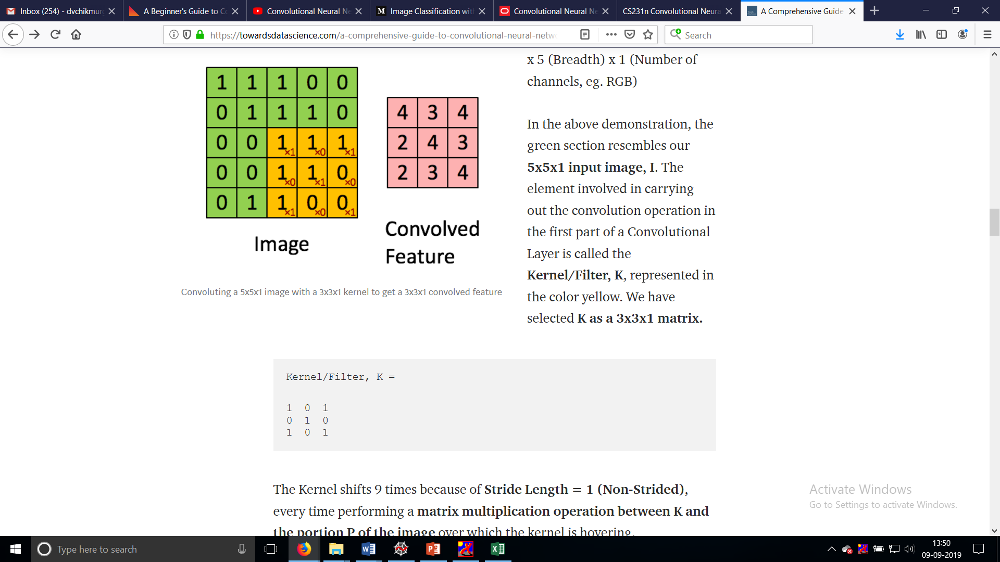 Inbox (254) - dvchikmur
A Beginner's Guide to Co
Convolutional Neural Ne
Image Classification wit
Convolutional Neural Ne
CS231n Convolutional Neura
A Comprehensive Guide
https://towardsdatascience.com/a-comprehensive-guide-to-convolutional-neural-netw
Search
1 1 1 0 0
0 1 1 1 0
0 0 1×1 1×0 1×1
0 0 1×0 1×1 0×0
0 1 1×1 0×0 0×1
Image
4 3 4
2 4 3
2 3 4
Convolved
Feature
Convoluting a 5x5x1 image with a 3x3x1 kernel to get a 3x3x1 convolved feature
x 5 (Breadth) x 1 (Number of
channels, eg. RGB)
In the above demonstration, the
green section resembles our
5x5x1 input image, I. The
element involved in carrying
out the convolution operation in
the first part of a Convolutional
Layer is called the
Kernel/Filter, K, represented in
the color yellow. We have
selected K as a 3x3x1 matrix.
Kernel/Filter, K =
1 0 1
0 1 0
1 0 1
The Kernel shifts 9 times because of Stride Length = 1 (Non-Strided),
every time performing a matrix multiplication operation between K and
the portion P of the image over which the kernel is hovering.
Activate Windows
Go to Settings to activate Windows.
Type here to search
13:50
09-09-2019